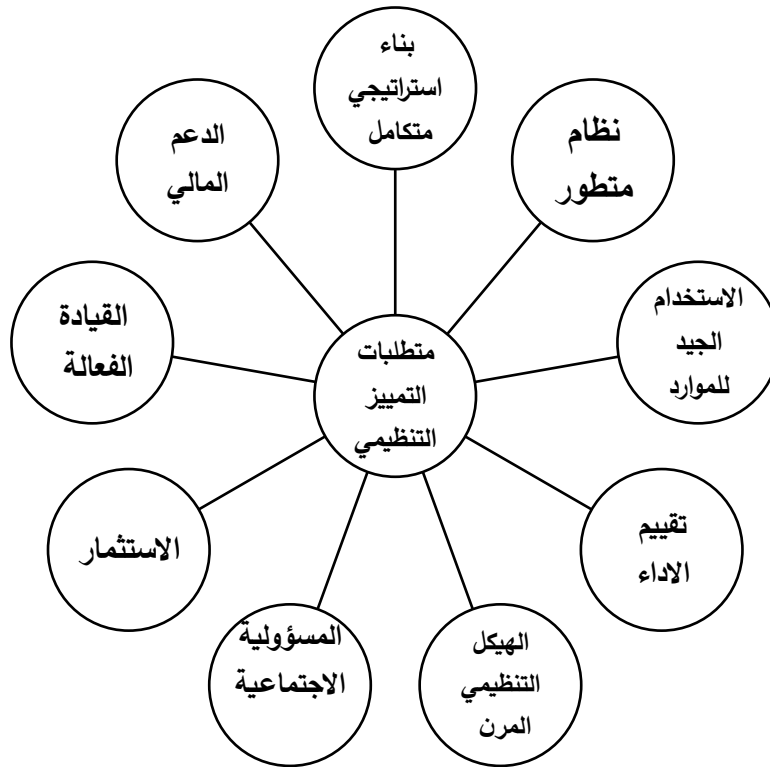 بناء
استراتيجي
متكامل
نظام
متطور
الاستخدام
الجيد
للموارد
تقييم
الاداء
الهيكل
التنظيمي
المرن
المسؤولية
الاجتماعية
الاستثمار
القيادة
الفعالة
الدعم
المالي
متطلبات
التمييز
التنظيمي